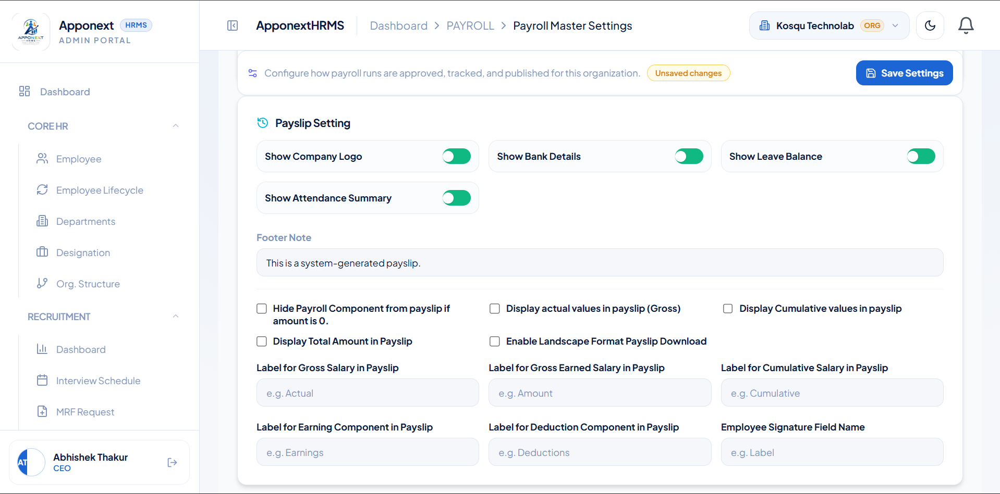 APPONEXT
HRMS
Apponext HRMS
ADMIN PORTAL
ApponextHRMS
Dashboard > PAYROLL > Payroll Master Settings
Kosqu Technolab ORG
Configure how payroll runs are approved, tracked, and published for this organization.
Unsaved changes
Save Settings
Dashboard
CORE HR
Employee
Employee Lifecycle
Departments
Designation
Org. Structure
RECRUITMENT
Dashboard
Interview Schedule
MRF Request
AT
Abhishek Thakur
CEO
Payslip Setting
Show Company Logo
Show Bank Details
Show Leave Balance
Show Attendance Summary
Footer Note
This is a system-generated payslip.
Hide Payroll Component from payslip if
amount is 0.
Display actual values in payslip (Gross)
Display Cumulative values in payslip
Display Total Amount in Payslip
Enable Landscape Format Payslip Download
Label for Gross Salary in Payslip
e.g. Actual
Label for Gross Earned Salary in Payslip
e.g. Amount
Label for Cumulative Salary in Payslip
e.g. Cumulative
Label for Earning Component in Payslip
e.g. Earnings
Label for Deduction Component in Payslip
e.g. Deductions
Employee Signature Field Name
e.g. Label